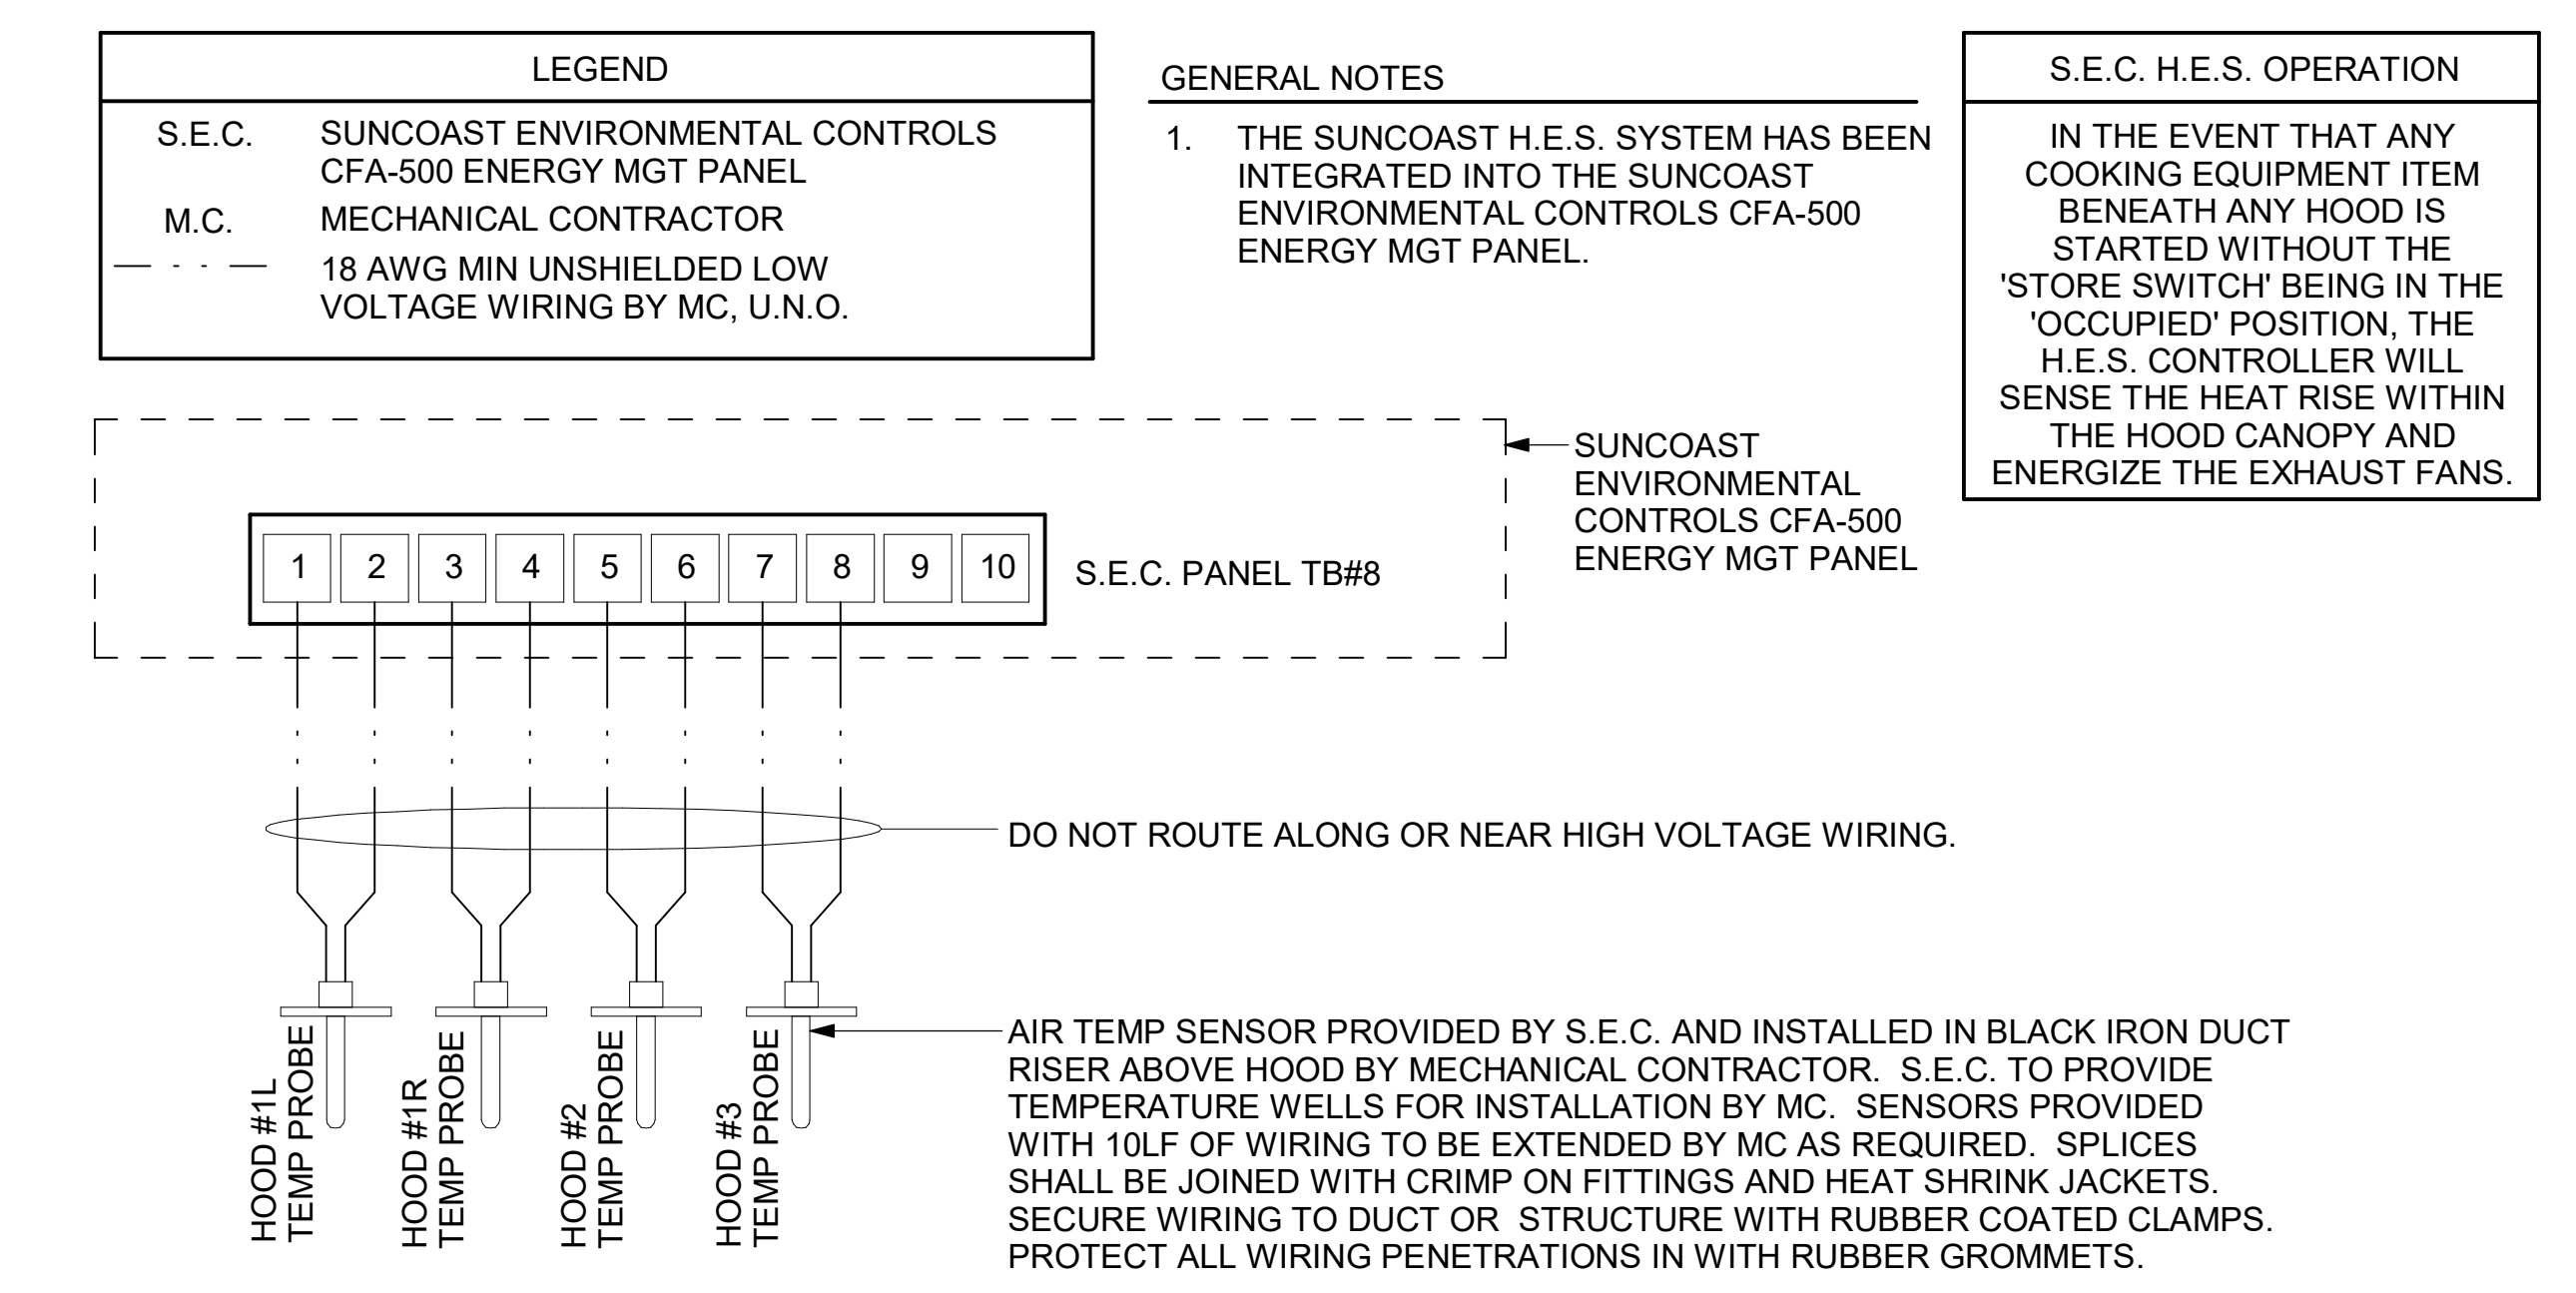 LEGEND
S.E.C. SUNCOAST ENVIRONMENTAL CONTROLS
CFA-500 ENERGY MGT PANEL
M.C. MECHANICAL CONTRACTOR
18 AWG MIN UNSHIELDED LOW
VOLTAGE WIRING BY MC, U.N.O.
GENERAL NOTES
1. THE SUNCOAST H.E.S. SYSTEM HAS BEEN
INTEGRATED INTO THE SUNCOAST
ENVIRONMENTAL CONTROLS CFA-500
ENERGY MGT PANEL.
S.E.C. H.E.S. OPERATION
IN THE EVENT THAT ANY
COOKING EQUIPMENT ITEM
BENEATH ANY HOOD IS
STARTED WITHOUT THE
'STORE SWITCH' BEING IN THE
'OCCUPIED' POSITION, THE
H.E.S. CONTROLLER WILL
SENSE THE HEAT RISE WITHIN
THE HOOD CANOPY AND
ENERGIZE THE EXHAUST FANS.
SUNCOAST
ENVIRONMENTAL
CONTROLS CFA-500
ENERGY MGT PANEL
1 2 3 4 5 6 7 8 9 10
S.E.C. PANEL TB#8
DO NOT ROUTE ALONG OR NEAR HIGH VOLTAGE WIRING.
HOOD #1L
TEMP PROBE
HOOD #1R
TEMP PROBE
HOOD #2
TEMP PROBE
HOOD #3
TEMP PROBE
AIR TEMP SENSOR PROVIDED BY S.E.C. AND INSTALLED IN BLACK IRON DUCT
RISER ABOVE HOOD BY MECHANICAL CONTRACTOR. S.E.C. TO PROVIDE
TEMPERATURE WELLS FOR INSTALLATION BY MC. SENSORS PROVIDED
WITH 10LF OF WIRING TO BE EXTENDED BY MC AS REQUIRED. SPLICES
SHALL BE JOINED WITH CRIMP ON FITTINGS AND HEAT SHRINK JACKETS.
SECURE WIRING TO DUCT OR STRUCTURE WITH RUBBER COATED CLAMPS.
PROTECT ALL WIRING PENETRATIONS IN WITH RUBBER GROMMETS.